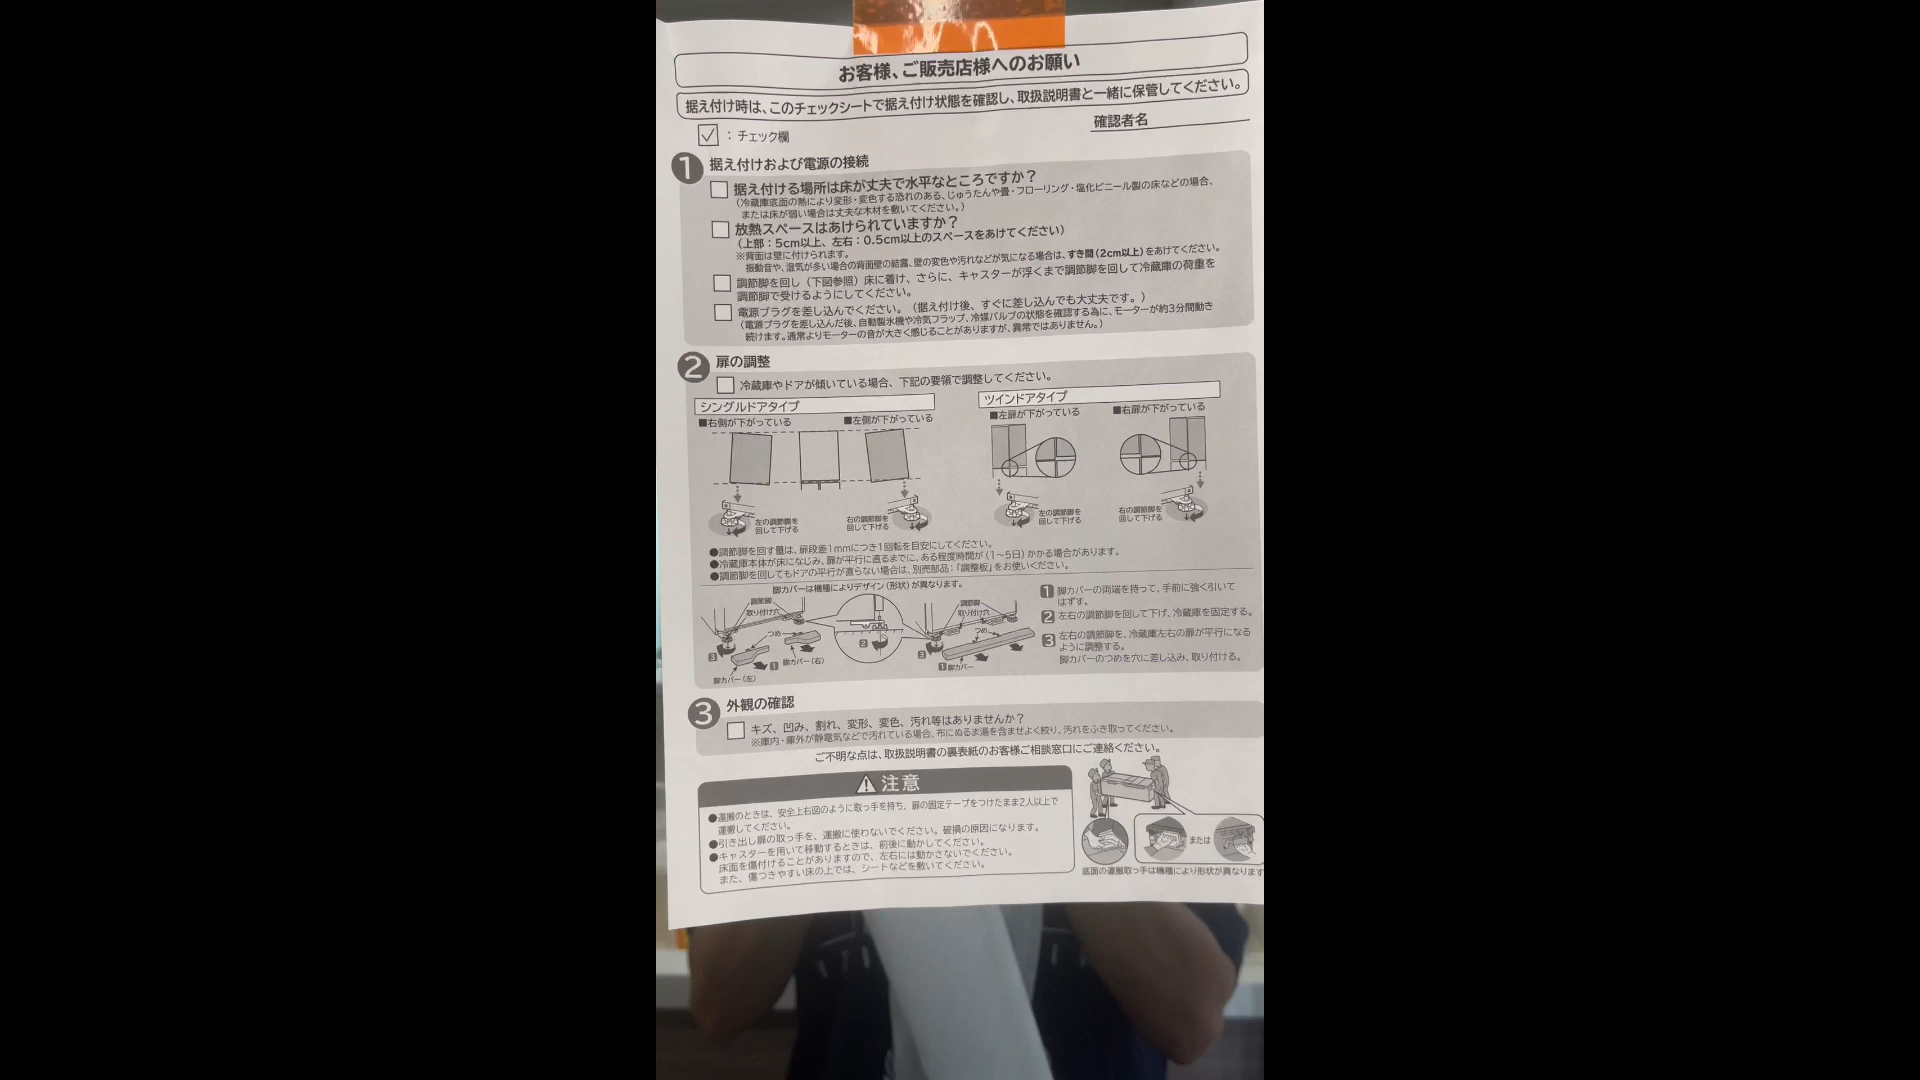 お客様、ご販売店様へのお願い
据え付け時は、このチェックシートで据え付け状態を確認し、取扱説明書と一緒に保管してください。
：チェック欄
確認者名
1 据え付けおよび電源の接続
据え付ける場所は床が丈夫で水平なところですか？
（冷蔵庫底面の熱により変形・変色する恐れのある、じゅうたんや畳・フローリング・塩化ビニール製の床などの場合、
または床が弱い場合は丈夫な木材を敷いてください。）
放熱スペースはあけられていますか？
（上部：5cm以上、左右：0.5cm以上のスペースをあけてください）
※背面は壁に付けられます。
振動音や、湿気が多い場合の背面壁の結露、壁の変色や汚れなどが気になる場合は、すき間（2cm以上）をあけてください。
調節脚を回し（下図参照）床に着け、さらに、キャスターが浮くまで調節脚を回して冷蔵庫の荷重を
調節脚で受けるようにしてください。
電源プラグを差し込んでください。（据え付け後、すぐに差し込んでも大丈夫です。）
（電源プラグを差し込んだ後、自動製氷機や冷気フラップ、冷媒バルブの状態を確認する為に、モーターが約3分間動き
続けます。通常よりモーターの音が大きく感じることがありますが、異常ではありません。）
2 扉の調整
冷蔵庫やドアが傾いている場合、下記の要領で調整してください。
シングルドアタイプ
■右側が下がっている
■左側が下がっている
左の調節脚を
回して下げる
右の調節脚を
回して下げる
ツインドアタイプ
■左扉が下がっている
■右扉が下がっている
左の調節脚を
回して下げる
右の調節脚を
回して下げる
●調節脚を回す量は、扉段差1mmにつき1回転を目安にしてください。
●冷蔵庫本体が床になじみ、扉が平行に直るまでに、ある程度時間が（1～5日）かかる場合があります。
●調節脚を回してもドアの平行が直らない場合は、別売部品：「調整板」をお使いください。
脚カバーは機種によりデザイン（形状）が異なります。
調節脚
取り付け穴
つめ
脚カバー（右）
脚カバー（左）
3
1
2
調節脚
取り付け穴
つめ
3
1 脚カバー
1 脚カバーの両端を持って、手前に強く引いて
はずす。
2 左右の調節脚を回して下げ、冷蔵庫を固定する。
3 左右の調節脚を、冷蔵庫左右の扉が平行になる
ように調整する。
脚カバーのつめを穴に差し込み、取り付ける。
3 外観の確認
キズ、凹み、割れ、変形、変色、汚れ等はありませんか？
※庫内・庫外が静電気などで汚れている場合、布にぬるま湯を含ませよく絞り、汚れをふき取ってください。
ご不明な点は、取扱説明書の裏表紙のお客様ご相談窓口にご連絡ください。
注意
●運搬のときは、安全上右図のように取っ手を持ち、扉の固定テープをつけたまま2人以上で
運搬してください。
●引き出し扉の取っ手を、運搬に使わないでください。破損の原因になります。
●キャスターを用いて移動するときは、前後に動かしてください。
床面を傷付けることがありますので、左右には動かさないでください。
また、傷つきやすい床の上では、シートなどを敷いてください。
または
底面の運搬取っ手は機種により形状が異なります